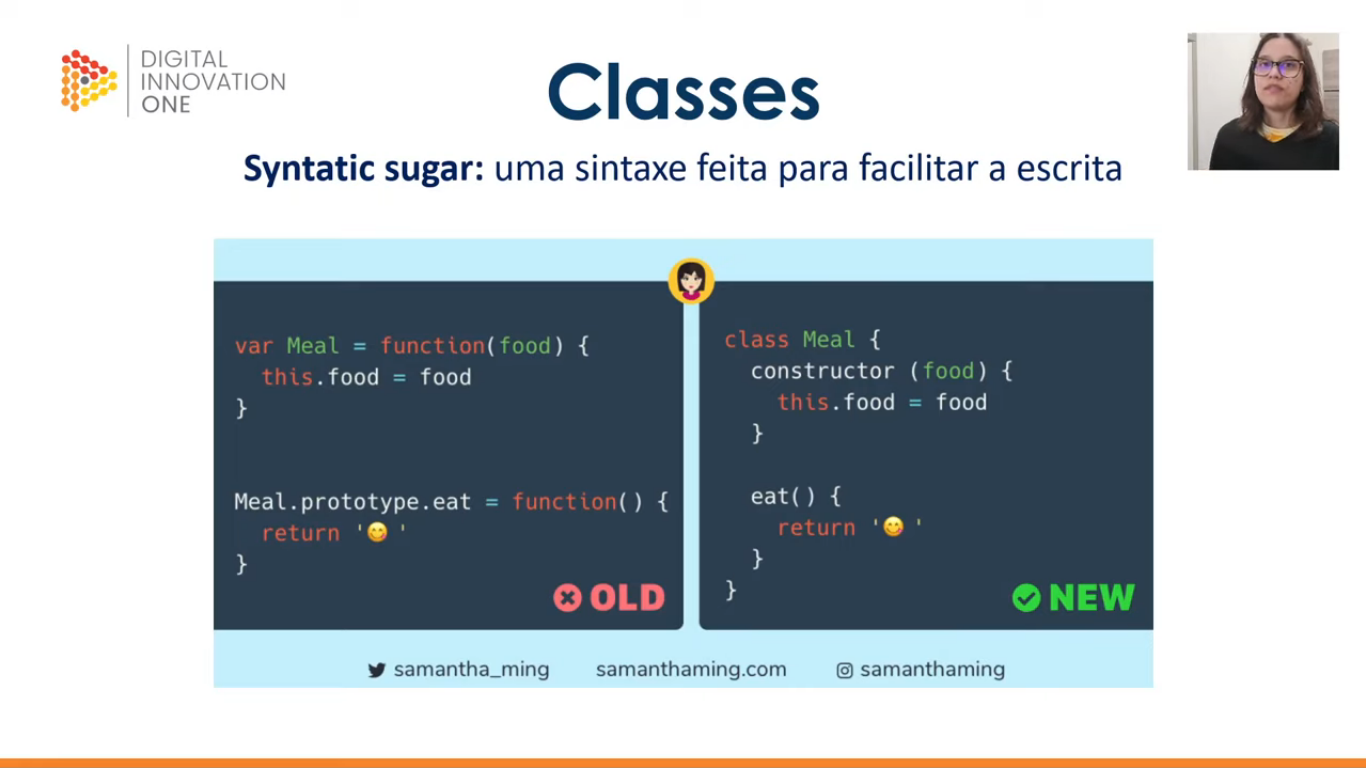 DIGITAL
INNOVATION
ONE
Classes
Syntatic sugar: uma sintaxe feita para facilitar a escrita
var Meal = function(food) {
this.food = food
}
Meal.prototype.eat = function() {
return '😋 '
}
OLD
class Meal {
constructor (food) {
this.food = food
}
eat() {
return '😋 '
}
}
NEW
samantha_ming
samanthaming.com
samanthaming